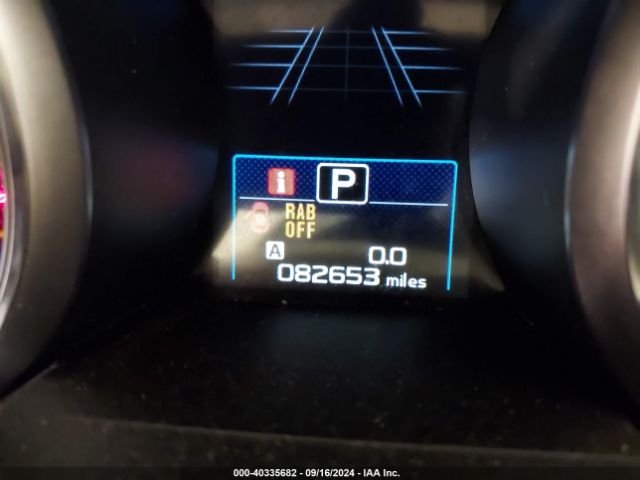 i P
RAB
OFF
A 0.0
082653 miles
000-40335682 - 09/16/2024 - IAA Inc.